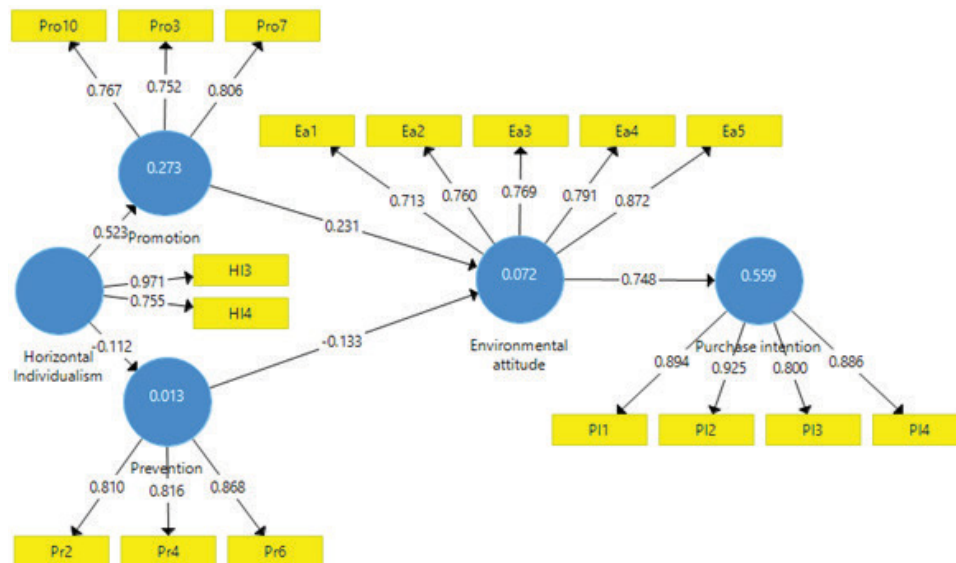 Pro10 Pro3 Pro7
0.767 0.752 0.806
Ea1 Ea2 Ea3 Ea4 Ea5
0.273
0.713 0.760 0.769 0.791 0.872
0.523 Promotion 0.231
0.971 HI3
0.755 HI4
0.072 0.748 0.559
-0.112
Horizontal
Individualism
-0.133
Environmental
attitude
Purchase intention
0.013
0.894 0.925 0.800 0.886
PI1 PI2 PI3 PI4
Prevention
0.810 0.816 0.868
Pr2 Pr4 Pr6